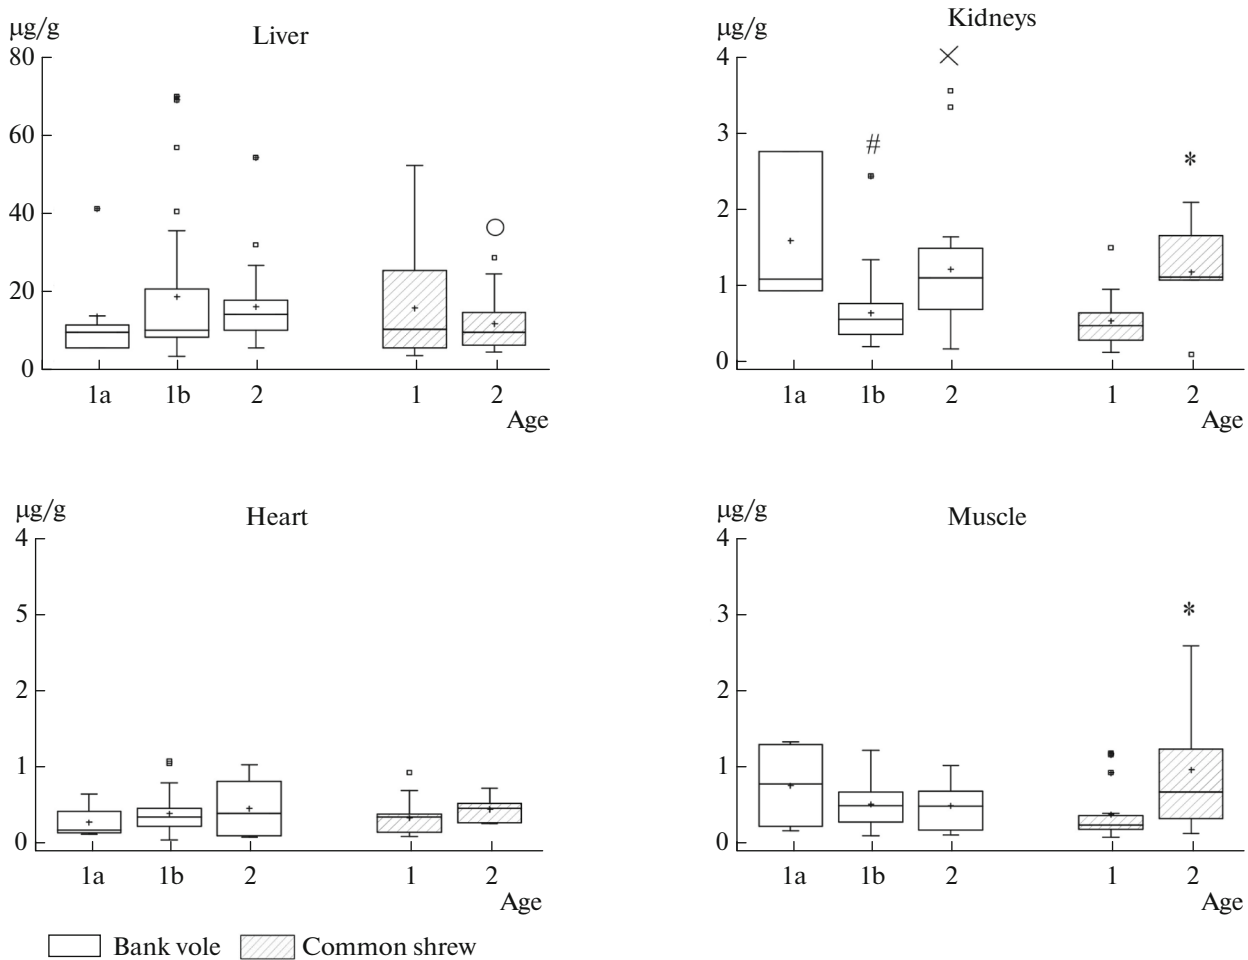 μg/g
Liver
80
60
40
20
0
1a 1b 2 1 2
Age
μg/g
Kidneys
4
3
2
1
0
#
*
1a 1b 2 1 2
Age
μg/g
Heart
4
5
2
1
0
1a 1b 2 1 2
Age
μg/g
Muscle
4
3
2
1
0
*
1a 1b 2 1 2
Age
Bank vole Common shrew